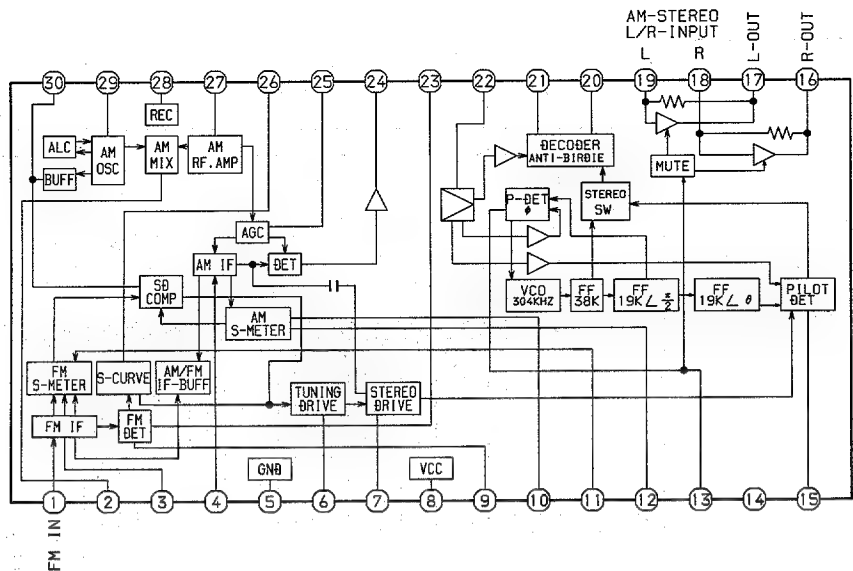 AM-STEREO
L/R-INPUT
L R L-OUT R-OUT
30 29 28 27 26 25 24 23 22 21 20 19 18 17 16
REC
ALC
AM
OSC
AM
MIX
AM
RF.AMP
BUFF
DECODER
ANTI-BIRDIE
MUTE
P-DET
φ
STEREO
SW
AGC
AM IF
DET
SD
COMP
VCO
304KHZ
FF
38K
FF
19K∠ π/2
FF
19K∠ θ
PILOT
DET
AM
S-METER
FM
S-METER
S-CURVE
AM/FM
IF-BUFF
TUNING
DRIVE
STEREO
DRIVE
FM IF
FM
DET
GND
VCC
1 2 3 4 5 6 7 8 9 10 11 12 13 14 15
FM IN